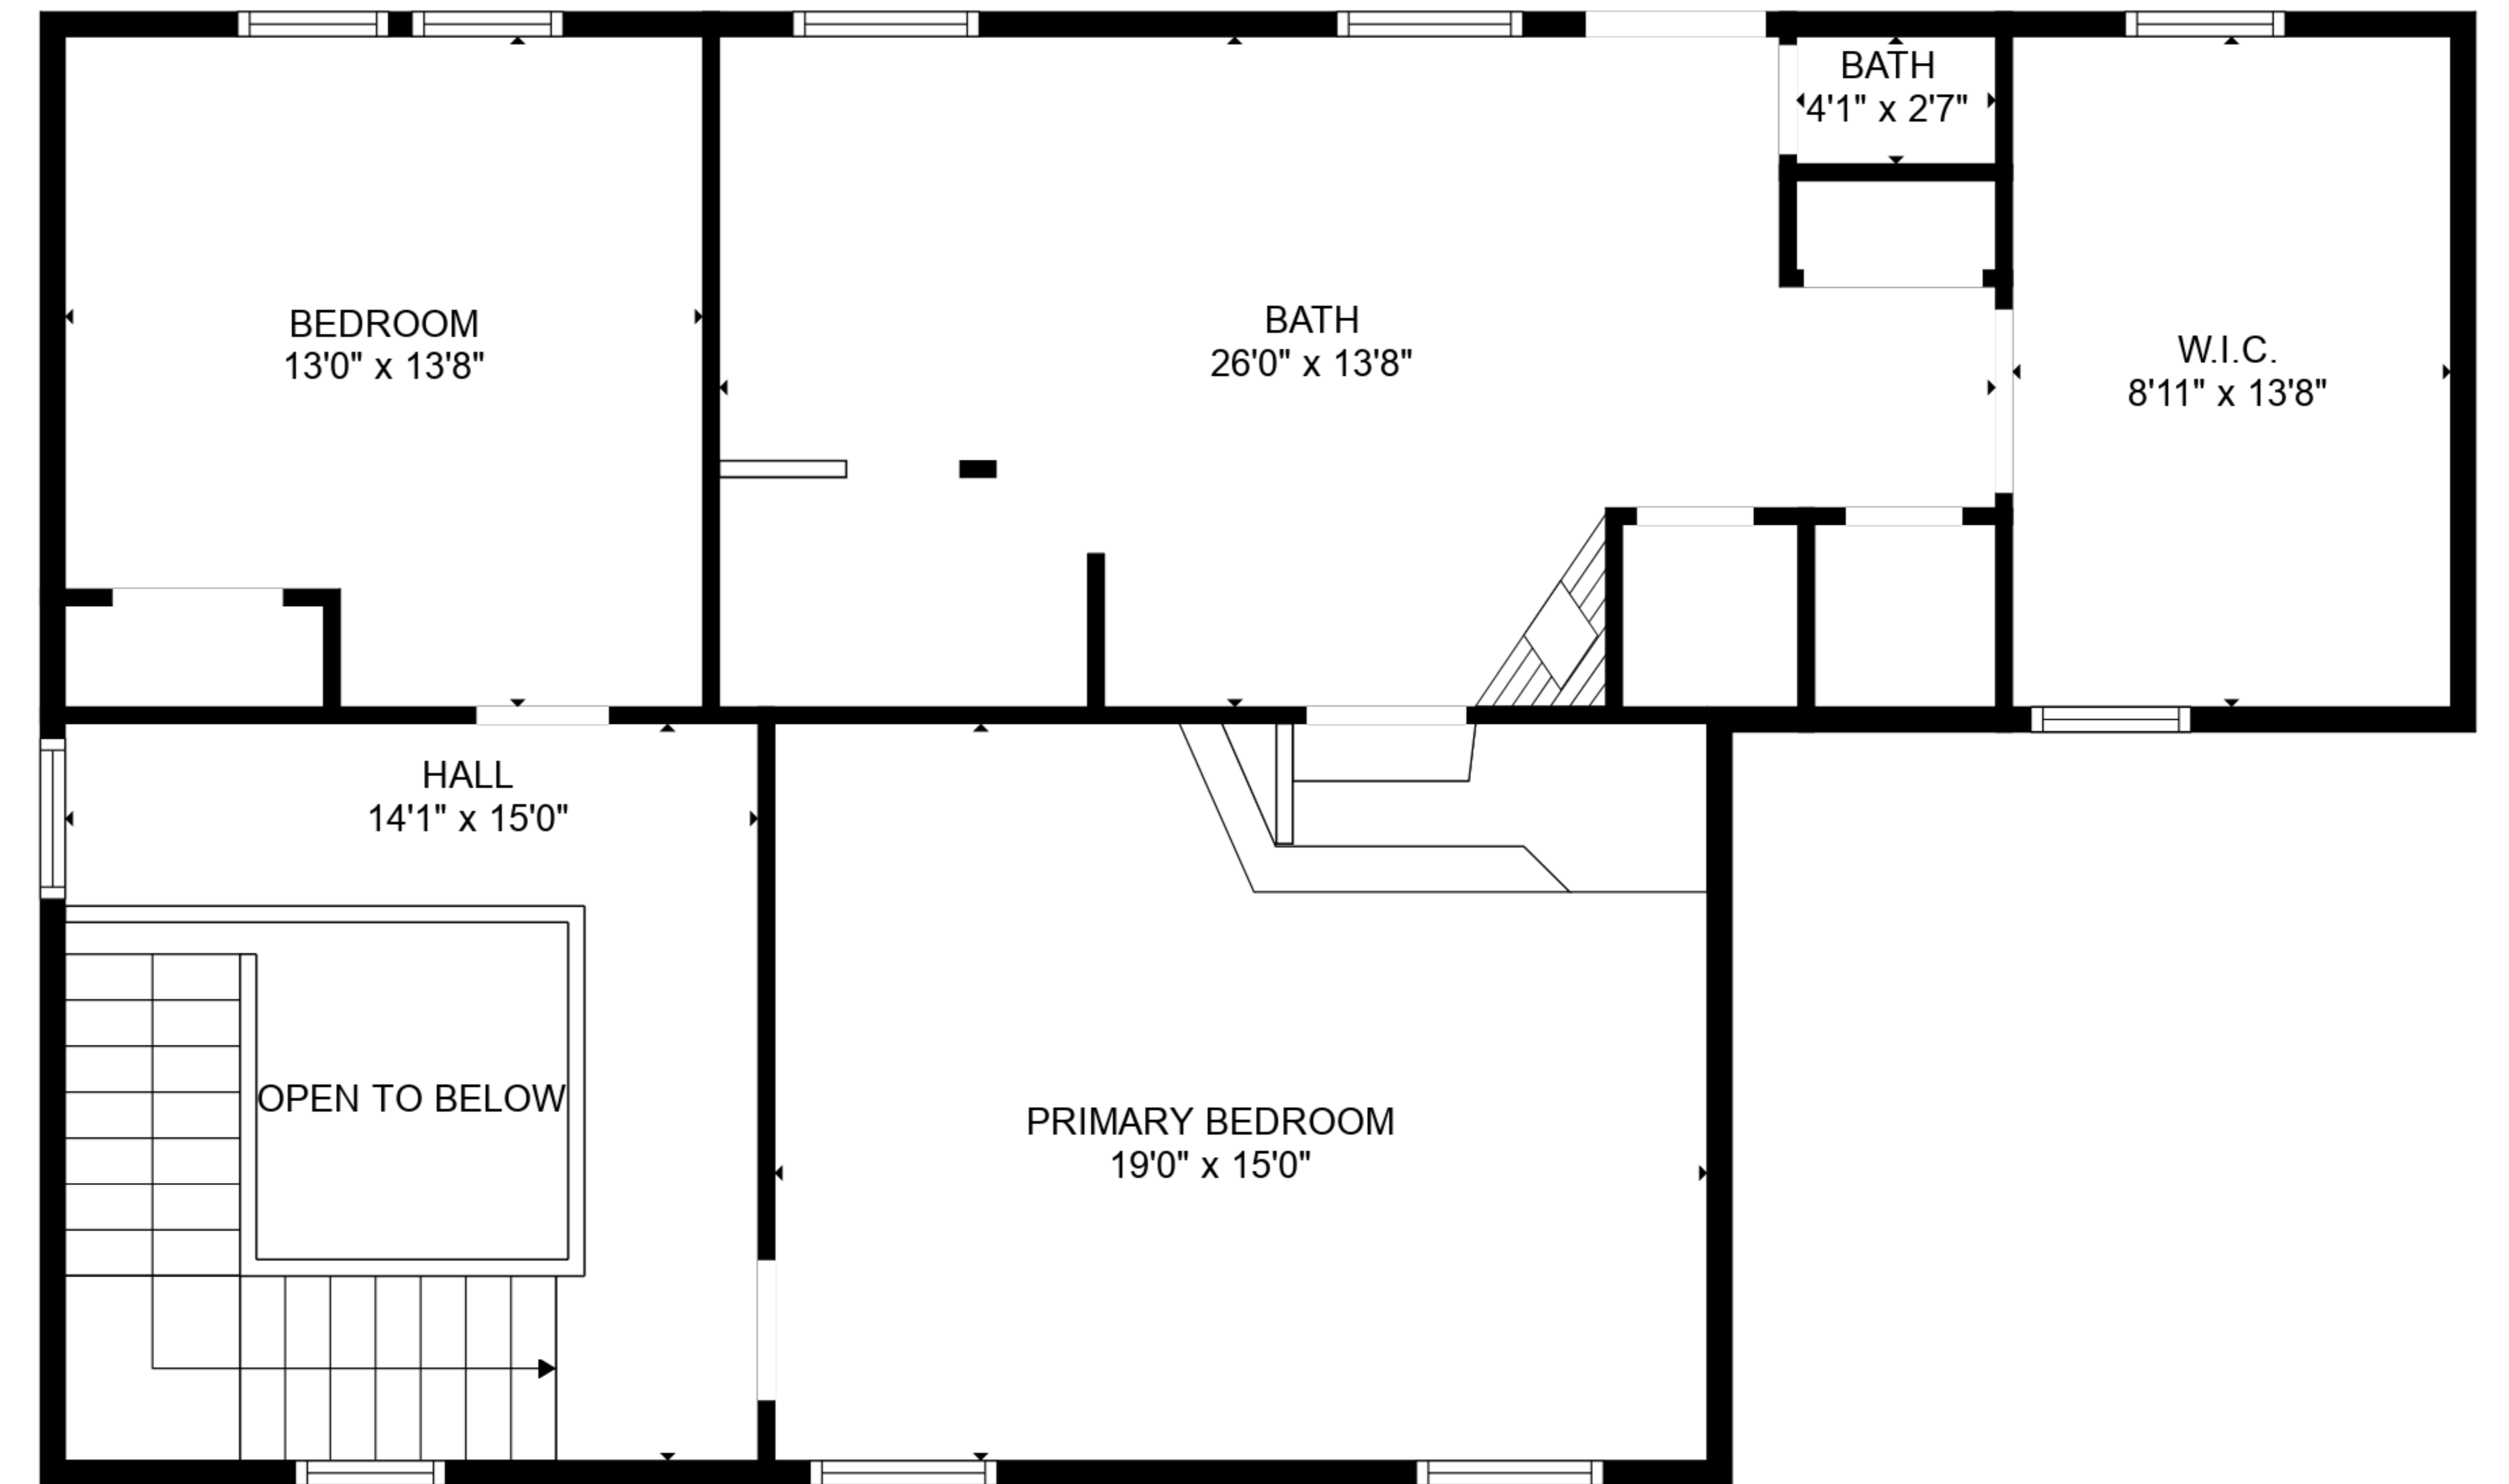 BATH
4'1" x 2'7"
BEDROOM
13'0" x 13'8"
BATH
26'0" x 13'8"
W.I.C.
8'11" x 13'8"
HALL
14'1" x 15'0"
OPEN TO BELOW
PRIMARY BEDROOM
19'0" x 15'0"